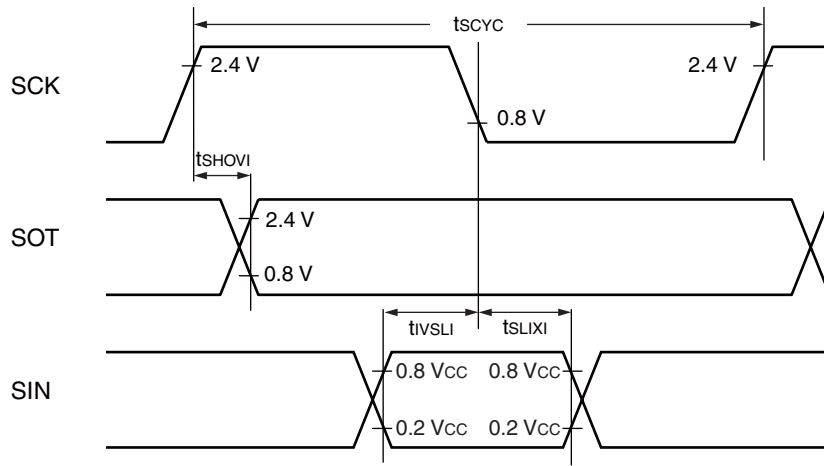 tSCYC
SCK
2.4 V
2.4 V
0.8 V
tSHOVI
SOT
2.4 V
0.8 V
tIVSLI
tSLIXI
SIN
0.8 VCC
0.8 VCC
0.2 VCC
0.2 VCC